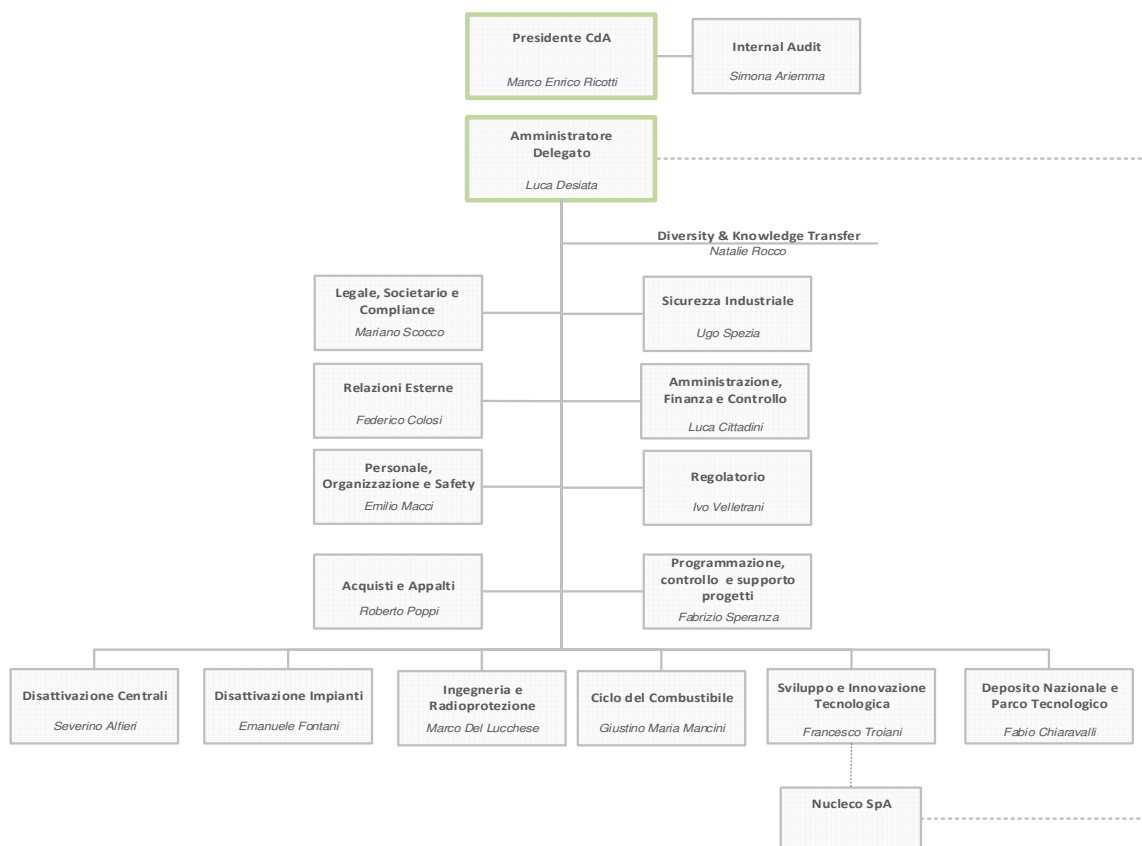 Presidente CdA
Marco Enrico Ricotti
Internal Audit
Simona Ariemma
Amministratore
Delegato
Luca Desiata
Diversity & Knowledge Transfer
Natalie Rocco
Legale, Societario e
Compliance
Mariano Scocco
Sicurezza Industriale
Ugo Spezia
Relazioni Esterne
Federico Colosi
Amministrazione,
Finanza e Controllo
Luca Cittadini
Personale,
Organizzazione e Safety
Emilio Macci
Regolatorio
Ivo Velletrani
Acquisti e Appalti
Roberto Poppi
Programmazione,
controllo e supporto
progetti
Fabrizio Speranza
Disattivazione Centrali
Severino Alfieri
Disattivazione Impianti
Emanuele Fontani
Ingegneria e
Radioprotezione
Marco Del Lucchese
Ciclo del Combustibile
Giustino Maria Mancini
Sviluppo e Innovazione
Tecnologica
Francesco Troiani
Deposito Nazionale e
Parco Tecnologico
Fabio Chiaravalli
Nucleco SpA